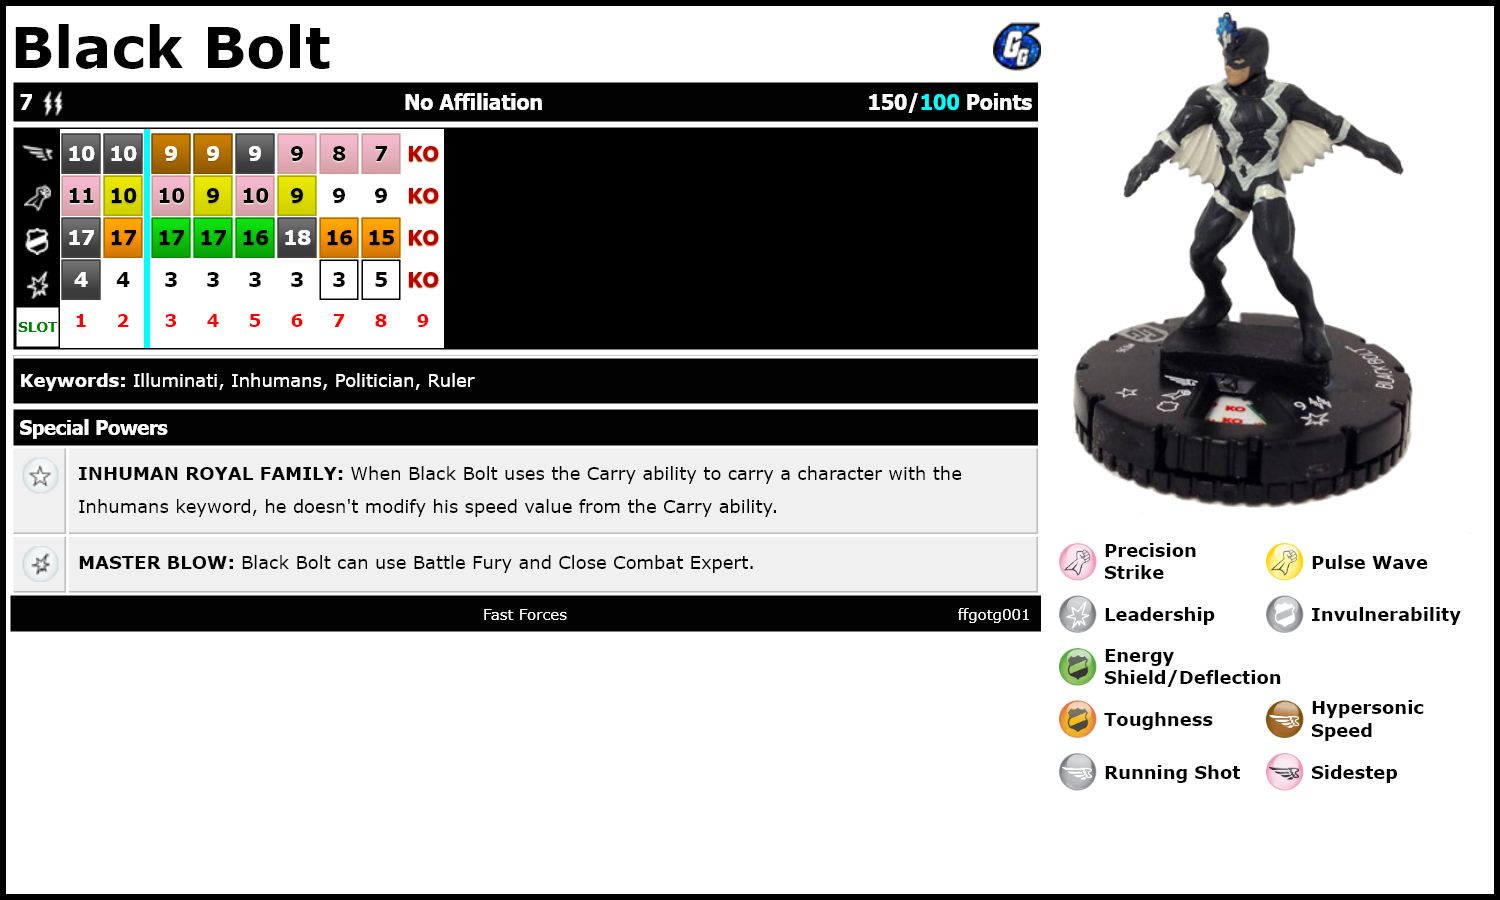 Black Bolt
GG
7 No Affiliation 150/100 Points
10 10 9 9 9 9 8 7 KO
11 10 10 9 10 9 9 9 KO
17 17 17 17 16 18 16 15 KO
4 4 3 3 3 3 3 5 KO
SLOT 1 2 3 4 5 6 7 8 9
Keywords: Illuminati, Inhumans, Politician, Ruler
Special Powers
INHUMAN ROYAL FAMILY: When Black Bolt uses the Carry ability to carry a character with the
Inhumans keyword, he doesn't modify his speed value from the Carry ability.
MASTER BLOW: Black Bolt can use Battle Fury and Close Combat Expert.
Fast Forces ffgotg001
BLACK BOLT
KO
KO
Precision
Strike
Pulse Wave
Leadership
Invulnerability
Energy
Shield/Deflection
Toughness
Hypersonic
Speed
Running Shot
Sidestep